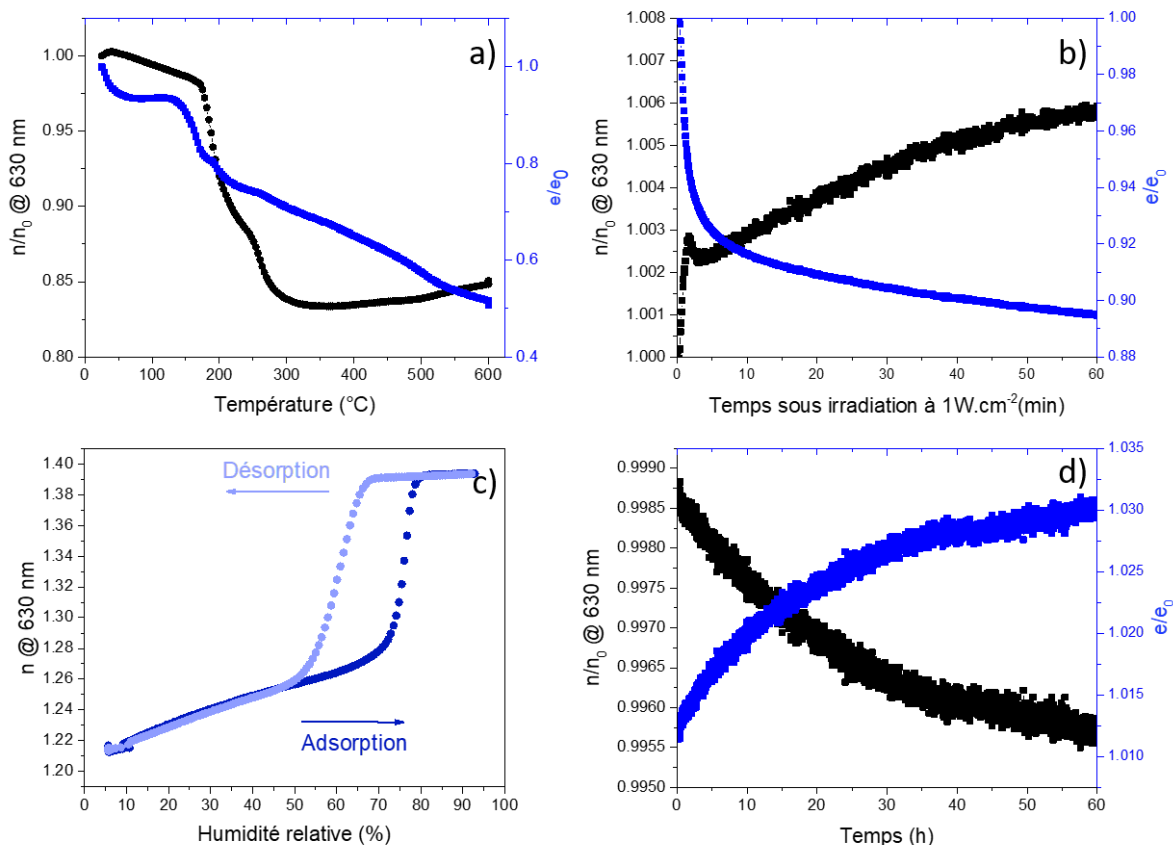 a)
n/n0 @ 630 nm
1.00
0.95
0.90
0.85
0.80
1.0
0.8
0.6
0.4
e/e0
0 100 200 300 400 500 600
Température (°C)
b)
n/n0 @ 630 nm
1.008
1.007
1.006
1.005
1.004
1.003
1.002
1.001
1.000
1.00
0.98
0.96
0.94
0.92
0.90
0.88
e/e0
0 10 20 30 40 50 60
Temps sous irradiation à 1W.cm-2(min)
c)
n @ 630 nm
1.40
1.38
1.36
1.34
1.32
1.30
1.28
1.26
1.24
1.22
1.20
Désorption
Adsorption
0 10 20 30 40 50 60 70 80 90 100
Humidité relative (%)
d)
n/n0 @ 630 nm
0.9990
0.9985
0.9980
0.9975
0.9970
0.9965
0.9960
0.9955
0.9950
1.035
1.030
1.025
1.020
1.015
1.010
e/e0
0 10 20 30 40 50 60
Temps (h)